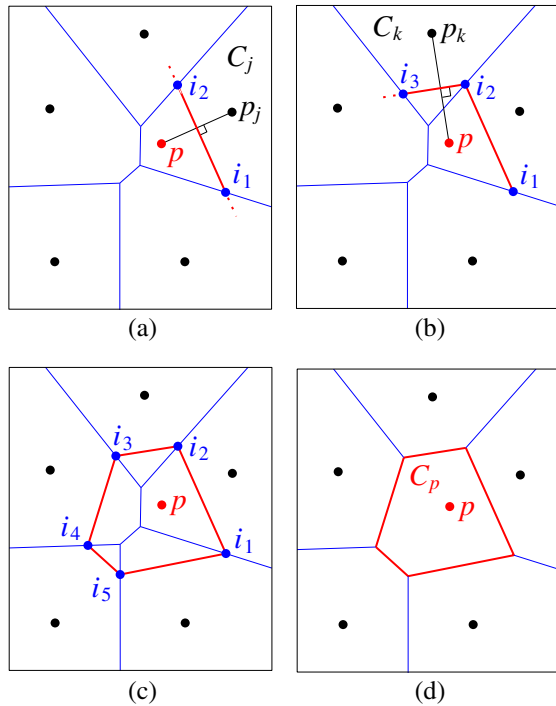 C_j
i_2
p_j
p
i_1
(a)
C_k
p_k
i_3
i_2
p
i_1
(b)
i_3
i_2
p
i_4
i_1
i_5
(c)
C_p
p
(d)